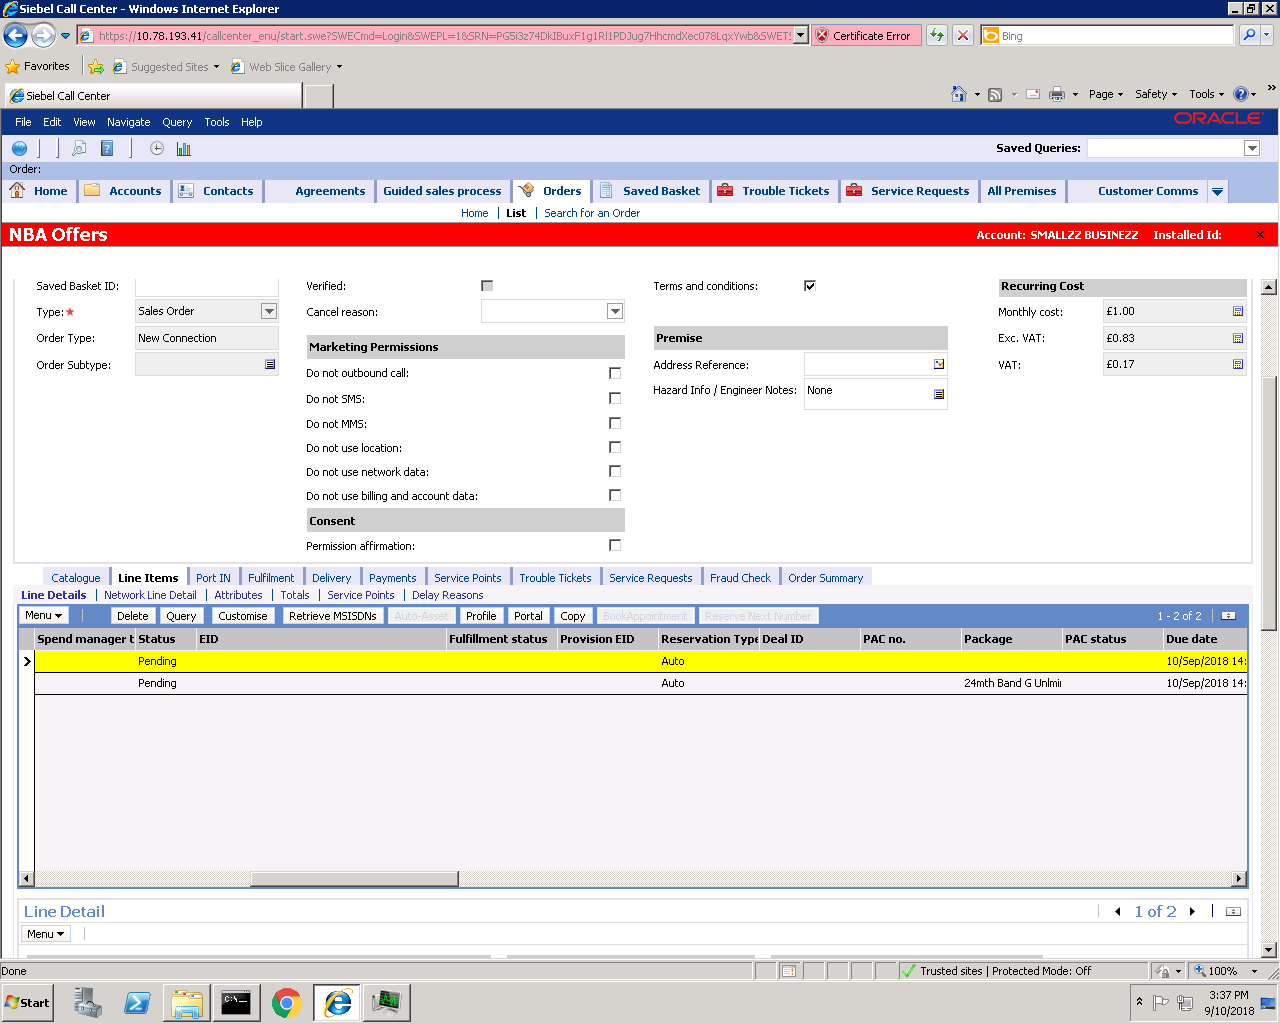 Siebel Call Center - Windows Internet Explorer
https://10.78.193.41/callcenter_enu/start.swe?SWECmd=Login&SWEPL=1&SRN=
Certificate Error
Bing
Favorites
Suggested Sites
Web Slice Gallery
Siebel Call Center
Page
Safety
Tools
»
File Edit View Navigate Query Tools Help
ORACLE
Saved Queries:
Order:
Home Accounts Contacts Agreements Guided sales process Orders Saved Basket Trouble Tickets Service Requests All Premises Customer Comms
Home | List | Search for an Order
NBA Offers
Account: SMALLZZ BUSINEZZ Installed Id:
Saved Basket ID: Verified: Terms and conditions: Recurring Cost
Type: Sales Order Cancel reason: Monthly cost: £1.00
Order Type: New Connection Marketing Permissions Premise Exc. VAT: £0.83
Order Subtype: Do not outbound call: Address Reference: VAT: £0.17
Do not SMS: Hazard Info / Engineer Notes: None
Do not MMS:
Do not use location:
Do not use network data:
Do not use billing and account data:
Consent
Permission affirmation:
Catalogue Line Items Port IN Fulfilment Delivery Payments Service Points Trouble Tickets Service Requests Fraud Check Order Summary
Line Details | Network Line Detail | Attributes | Totals | Service Points | Delay Reasons
Menu Delete Query Customise Retrieve MSISDNs Auto-Asset Profile Portal Copy BookAppointment Reserve Next Number 1 - 2 of 2
Spend manager t Status EID Fulfillment status Provision EID Reservation Type Deal ID PAC no. Package PAC status Due date
Pending Auto 10/Sep/2018 14:
Pending Auto 24mth Band G Unlmi 10/Sep/2018 14:
Line Detail
1 of 2
Menu
Done
Trusted sites | Protected Mode: Off
100%
Start
3:37 PM
9/10/2018